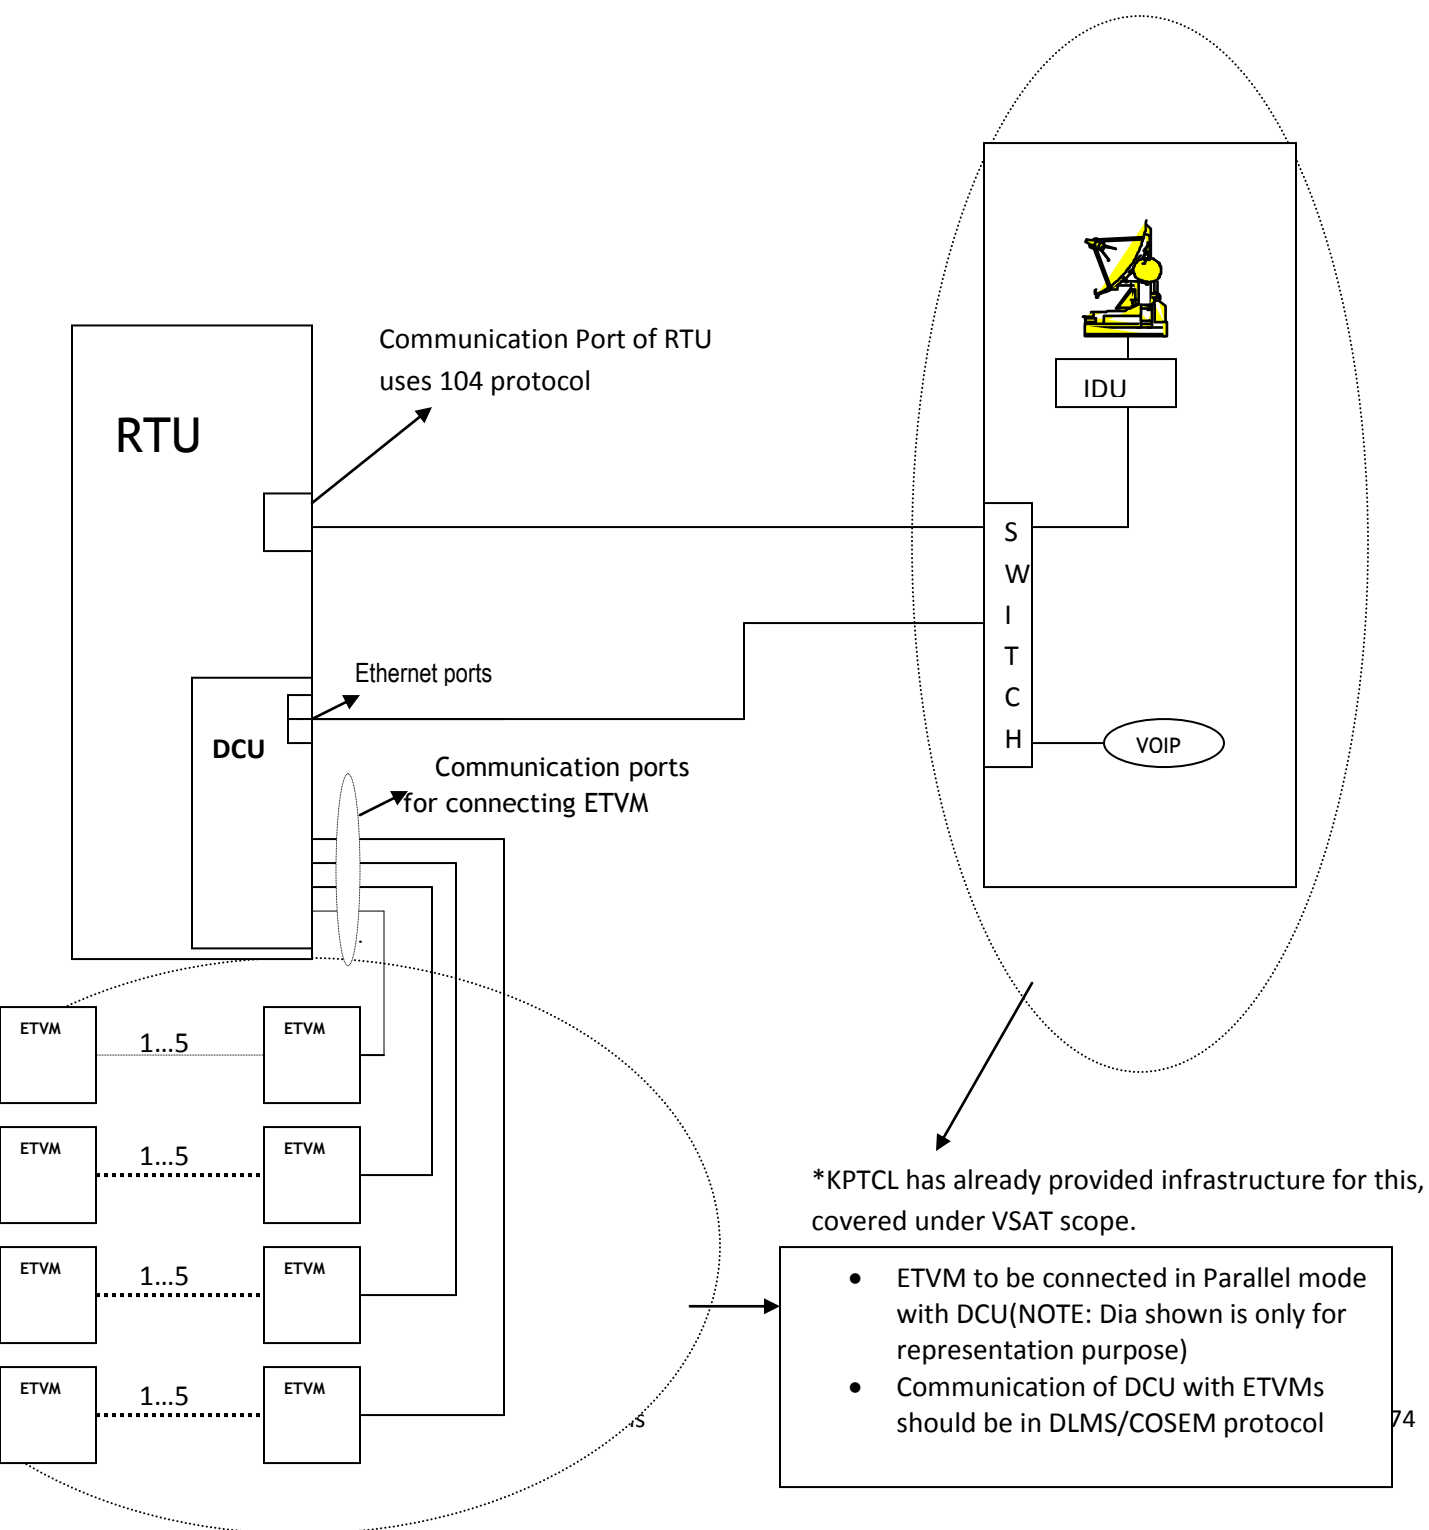 Communication Port of RTU
uses 104 protocol
RTU
IDU
S
W
I
T
C
H
Ethernet ports
DCU
VOIP
Communication ports
for connecting ETVM
ETVM
1...5
ETVM
ETVM
1...5
ETVM
ETVM
1...5
ETVM
ETVM
1...5
ETVM
*KPTCL has already provided infrastructure for this,
covered under VSAT scope.
• ETVM to be connected in Parallel mode
with DCU(NOTE: Dia shown is only for
representation purpose)
• Communication of DCU with ETVMs
should be in DLMS/COSEM protocol
74